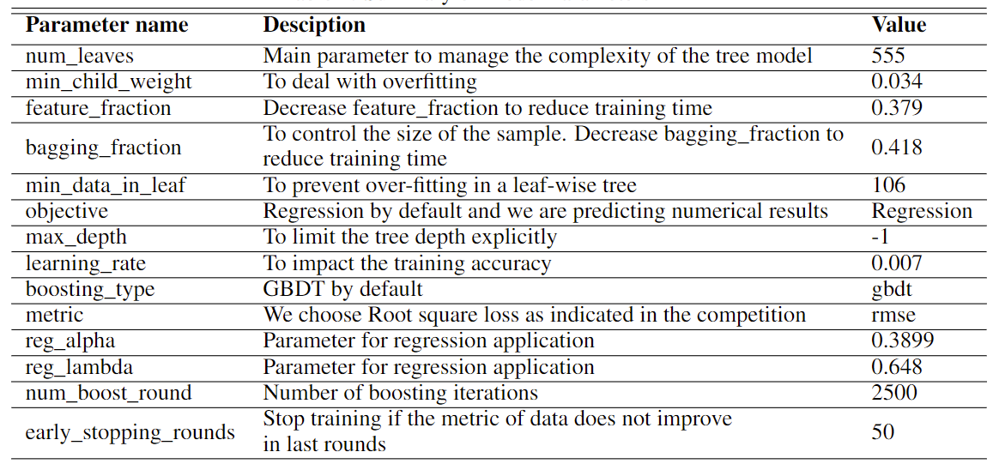 Parameter name Desciption Value
num_leaves Main parameter to manage the complexity of the tree model 555
min_child_weight To deal with overfitting 0.034
feature_fraction Decrease feature_fraction to reduce training time 0.379
bagging_fraction To control the size of the sample. Decrease bagging_fraction to
reduce training time 0.418
min_data_in_leaf To prevent over-fitting in a leaf-wise tree 106
objective Regression by default and we are predicting numerical results Regression
max_depth To limit the tree depth explicitly -1
learning_rate To impact the training accuracy 0.007
boosting_type GBDT by default gbdt
metric We choose Root square loss as indicated in the competition rmse
reg_alpha Parameter for regression application 0.3899
reg_lambda Parameter for regression application 0.648
num_boost_round Number of boosting iterations 2500
early_stopping_rounds Stop training if the metric of data does not improve
in last rounds 50